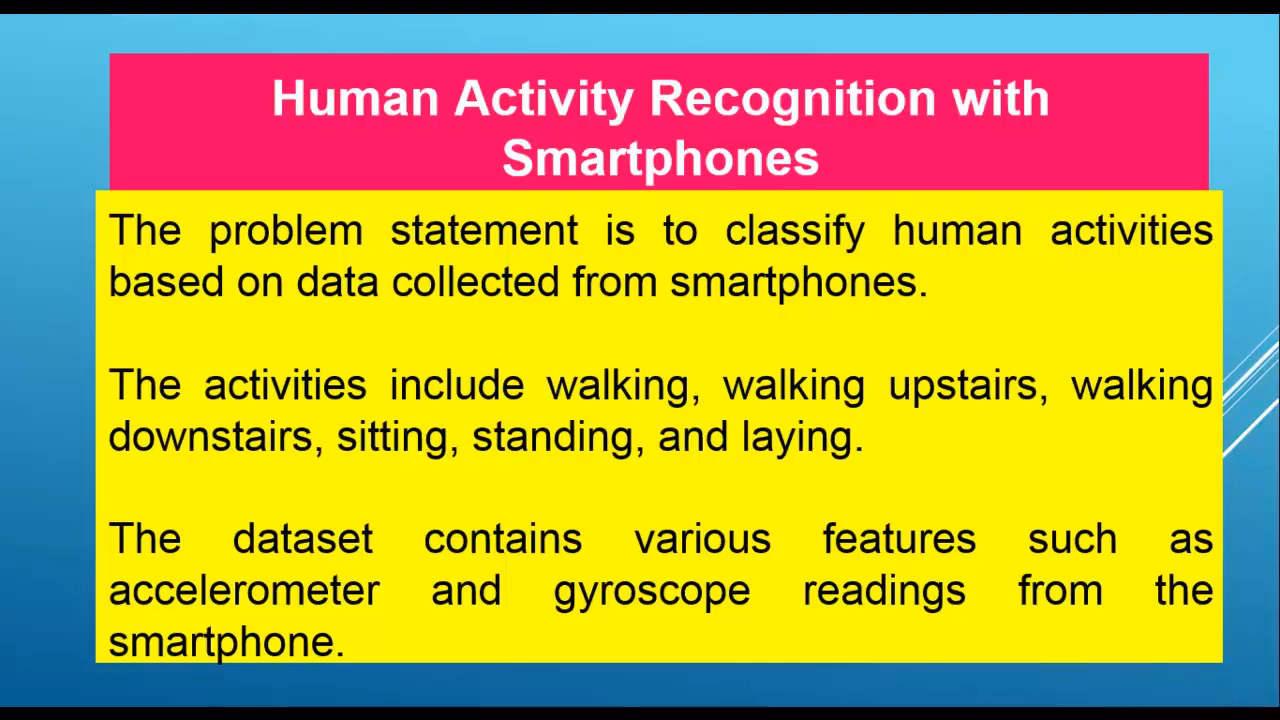 Human Activity Recognition with
Smartphones
The problem statement is to classify human activities
based on data collected from smartphones.
The activities include walking, walking upstairs, walking
downstairs, sitting, standing, and laying.
The dataset contains various features such as
accelerometer and gyroscope readings from the
smartphone.